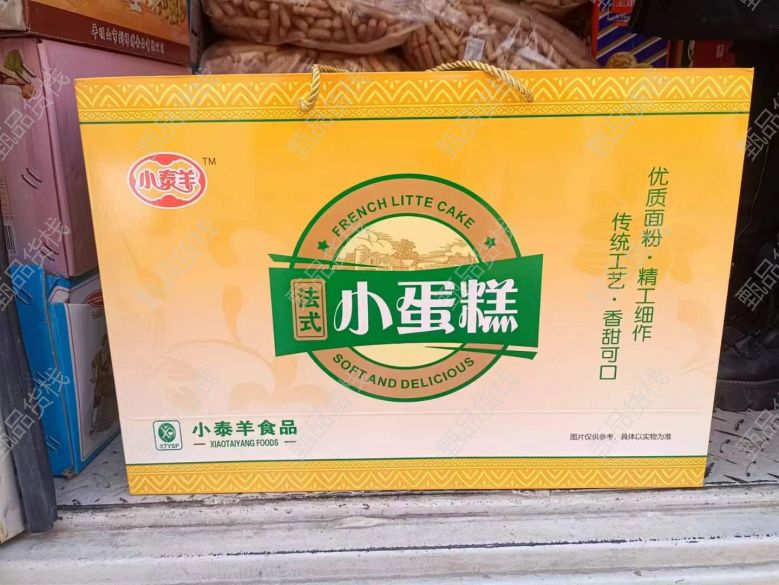 小泰羊
TM
FRENCH LITTE CAKE
法式
小蛋糕
SOFT AND DELICIOUS
优质面粉·精工细作
传统工艺·香甜可口
XTYSP
小泰羊食品
XIAOTAIYANG FOODS
图片仅供参考，具体以实物为准
甄品货栈